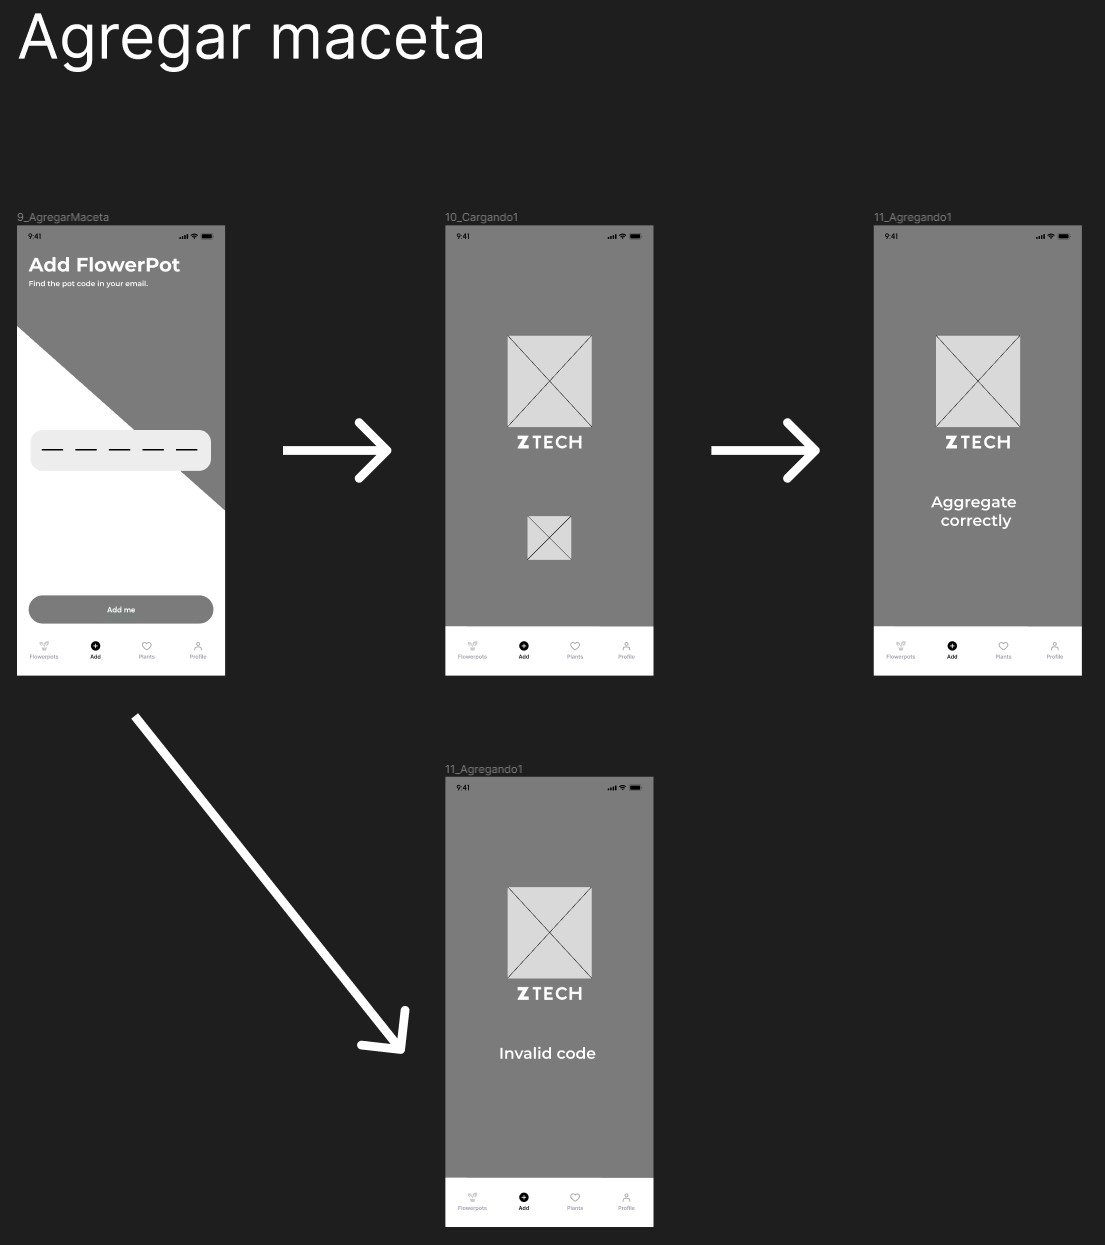 Agregar maceta
9_AgregarMaceta
9:41
Add FlowerPot
Find the pot code in your email.
Add me
Flowerpots
Add
Plants
Profile
10_Cargando1
9:41
ZTECH
Flowerpots
Add
Plants
Profile
11_Agregando1
9:41
ZTECH
Aggregate
correctly
Flowerpots
Add
Plants
Profile
11_Agregando1
9:41
ZTECH
Invalid code
Flowerpots
Add
Plants
Profile